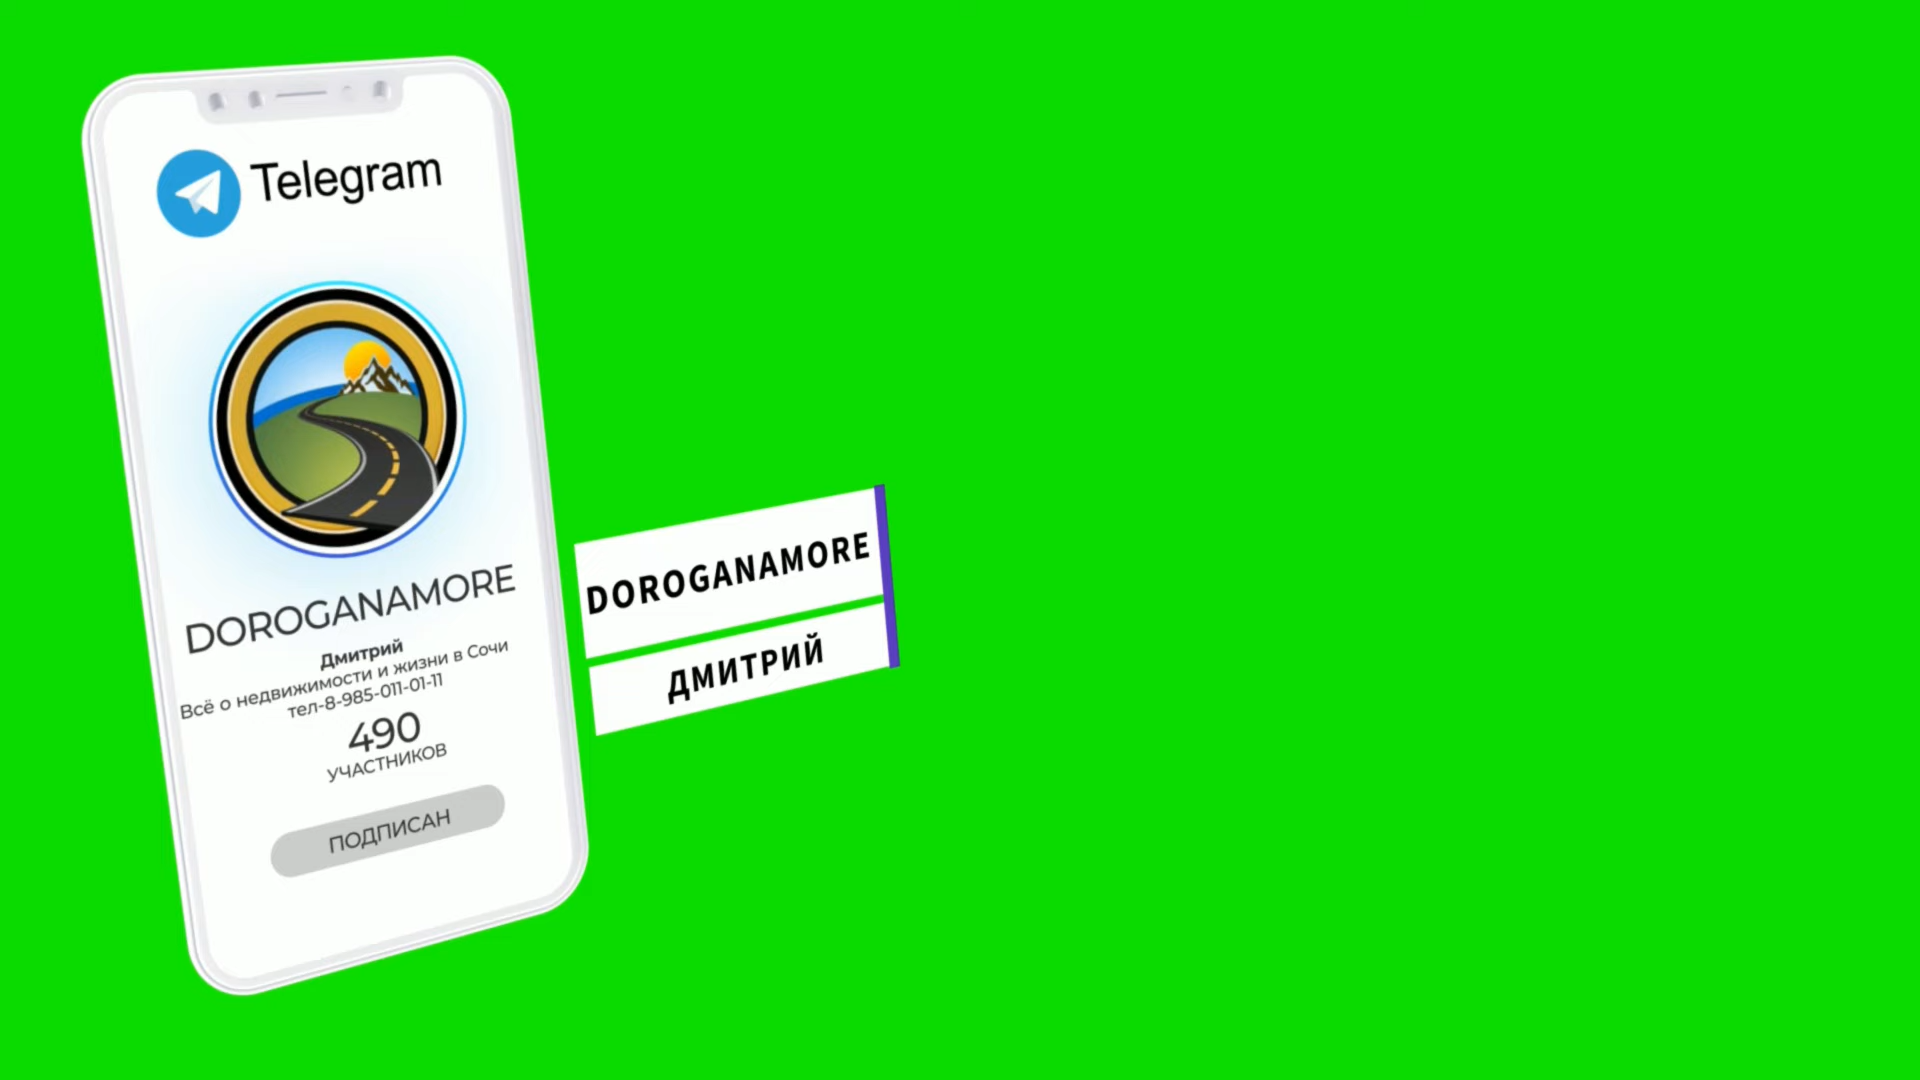 Telegram
DOROGANAMORE
Дмитрий
Всё о недвижимости и жизни в Сочи
тел-8-985-011-01-11
490
УЧАСТНИКОВ
ПОДПИСАН
DOROGANAMORE
ДМИТРИЙ